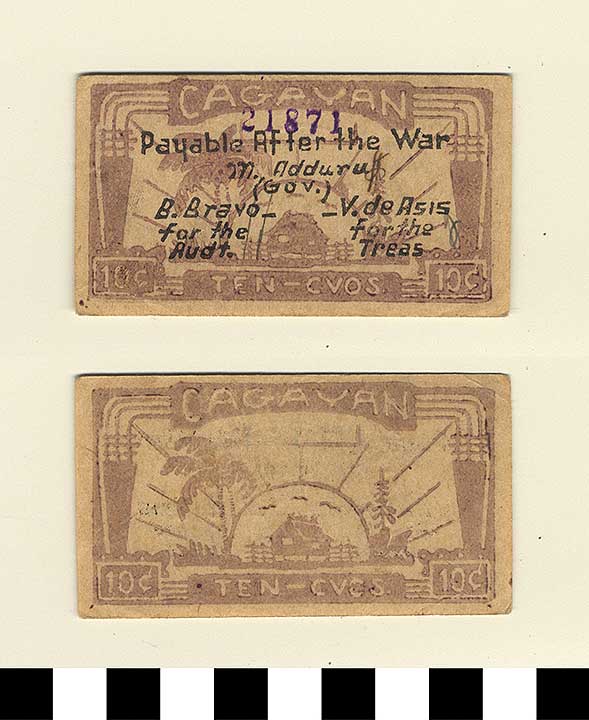 CAGAYAN
21871
Payable After the War
M. Adduru
(Gov.)
B. Bravo - - V. de Asis
for the for the
Audt. Treas
10¢ TEN-CVOS. 10¢
CAGAYAN
10¢ TEN-CVOS. 10¢